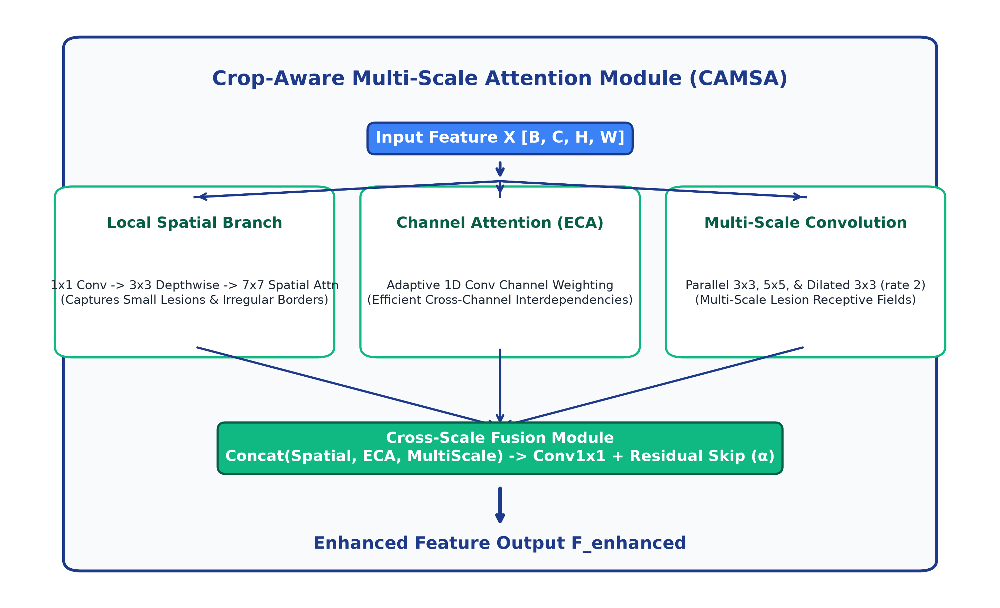 Crop-Aware Multi-Scale Attention Module (CAMSA)
Input Feature X [B, C, H, W]
Local Spatial Branch
1x1 Conv -> 3x3 Depthwise -> 7x7 Spatial Attn
(Captures Small Lesions & Irregular Borders)
Channel Attention (ECA)
Adaptive 1D Conv Channel Weighting
(Efficient Cross-Channel Interdependencies)
Multi-Scale Convolution
Parallel 3x3, 5x5, & Dilated 3x3 (rate 2)
(Multi-Scale Lesion Receptive Fields)
Cross-Scale Fusion Module
Concat(Spatial, ECA, MultiScale) -> Conv1x1 + Residual Skip (α)
Enhanced Feature Output F_enhanced